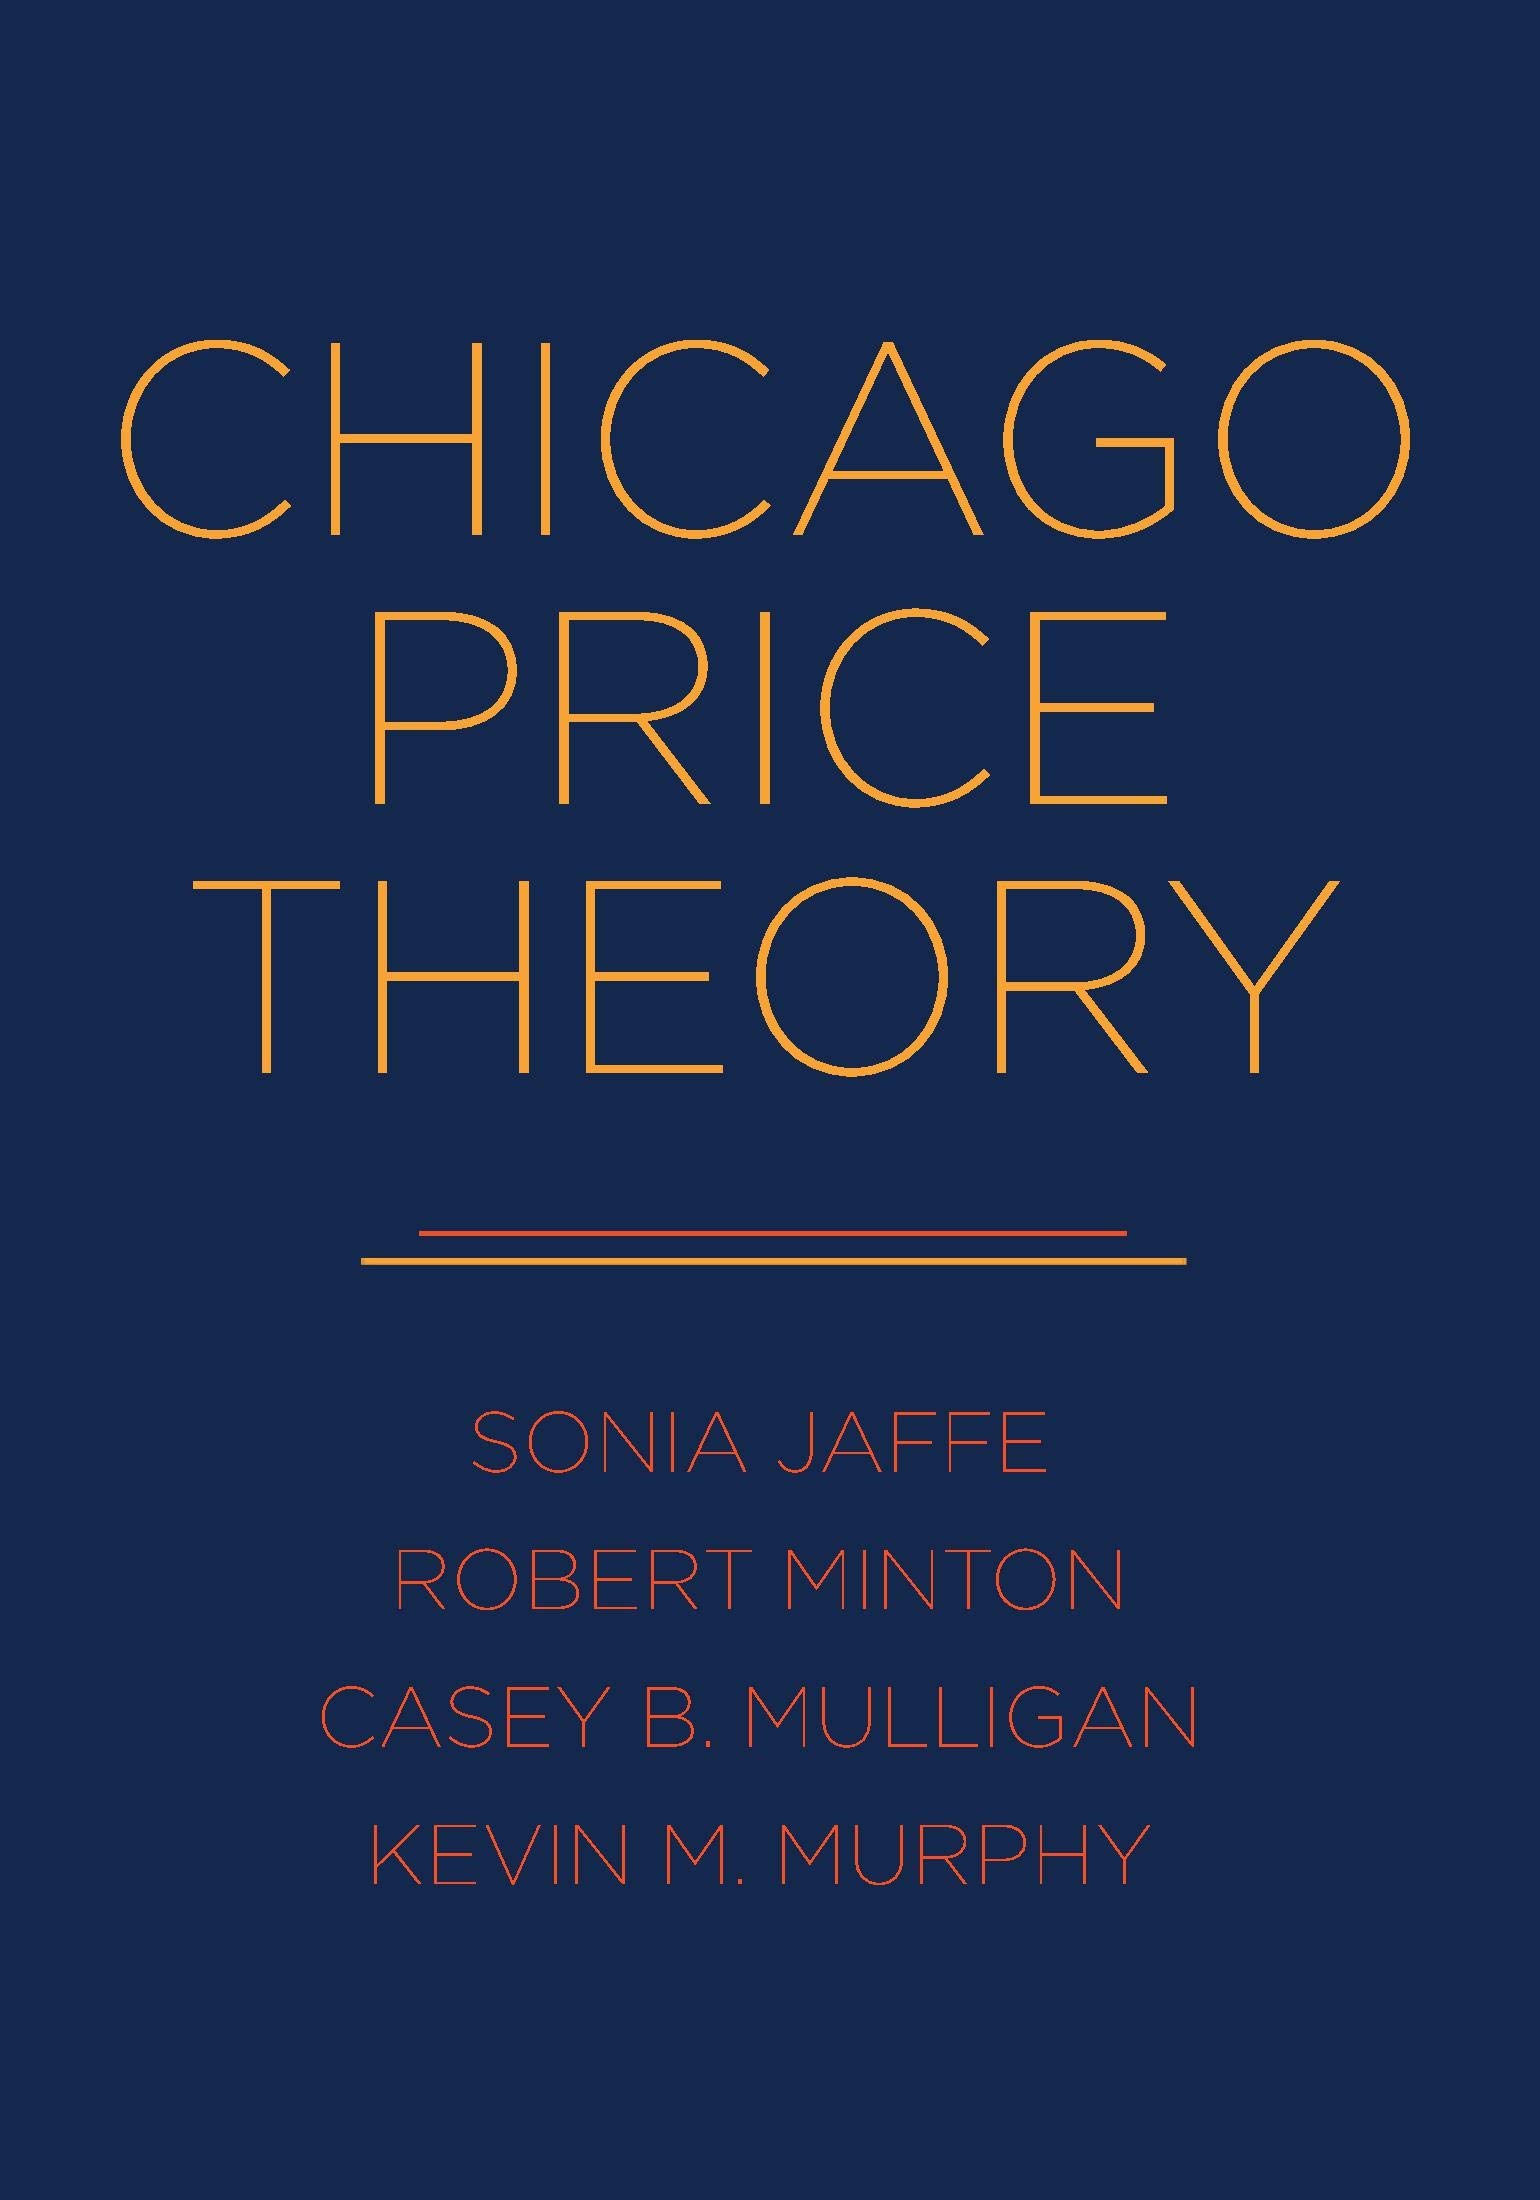 CHICAGO
PRICE
THEORY
SONIA JAFFE
ROBERT MINTON
CASEY B. MULLIGAN
KEVIN M. MURPHY